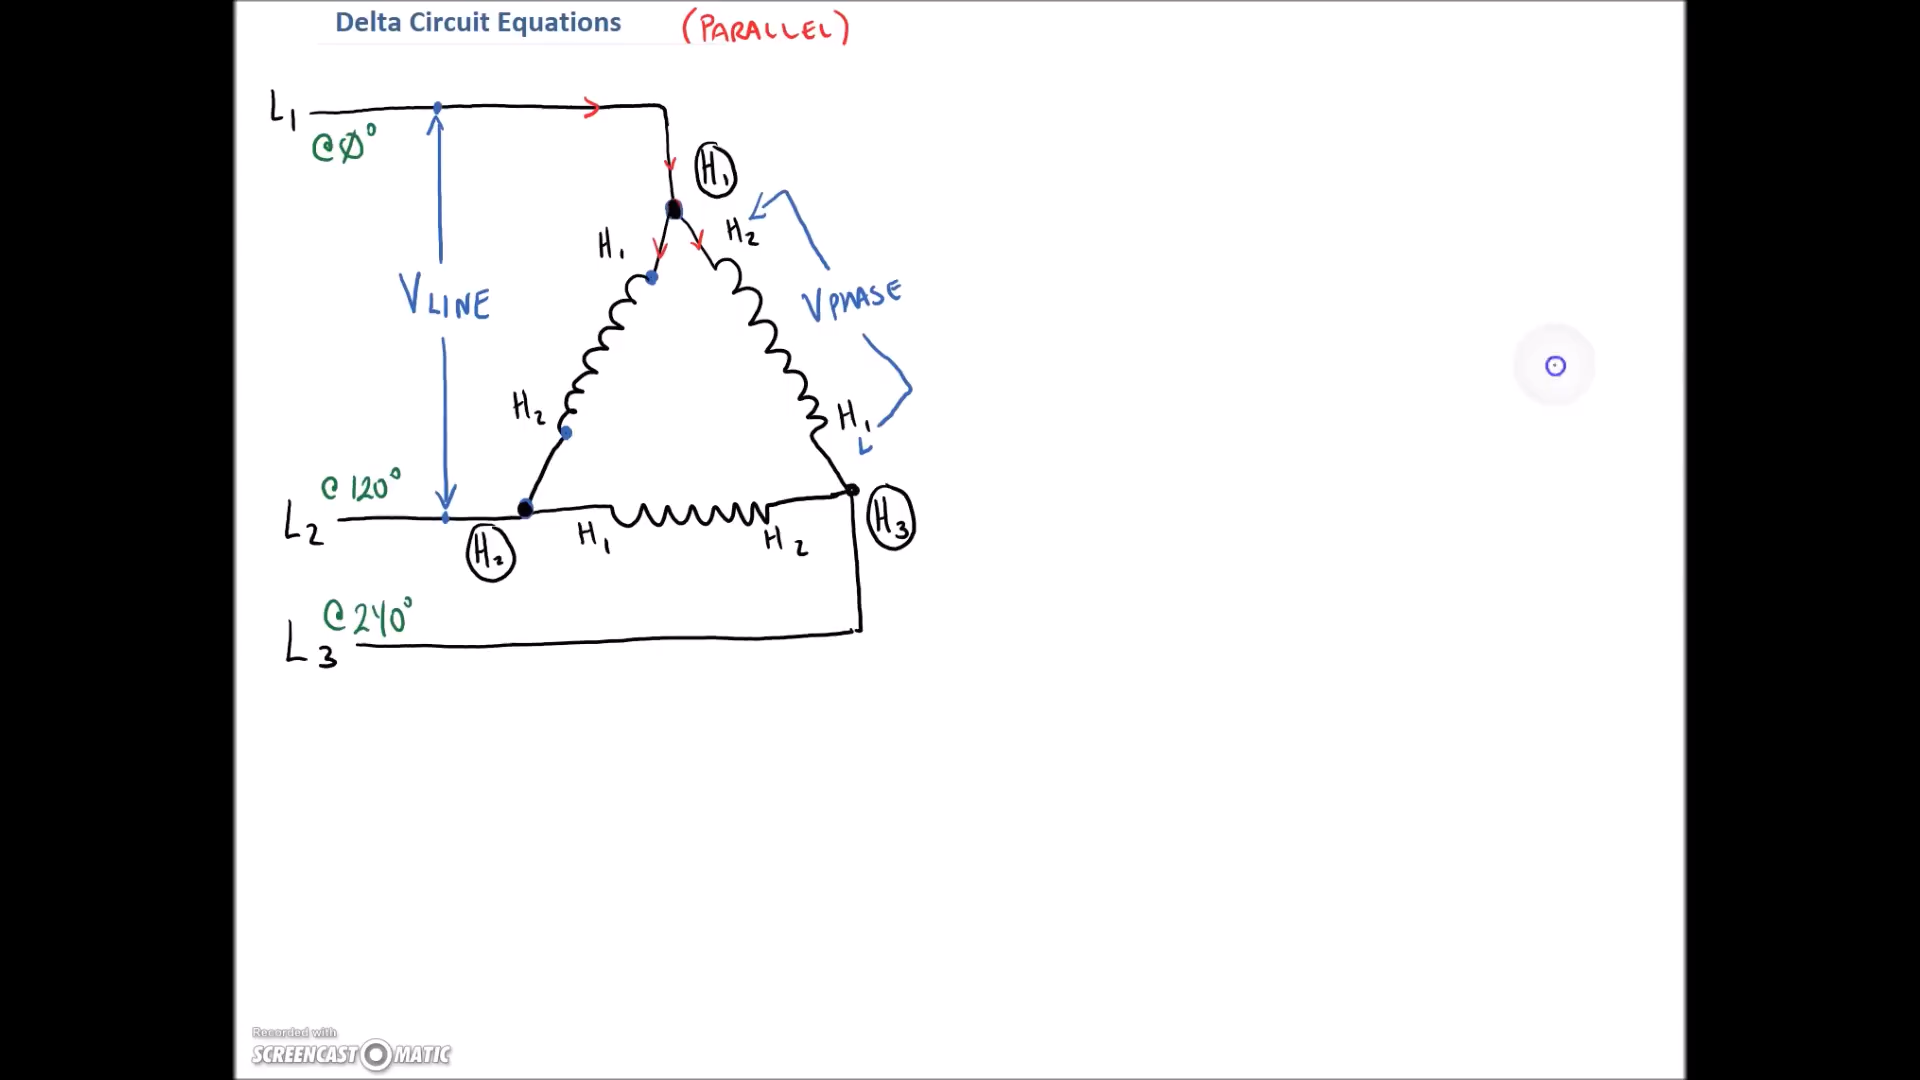 Delta Circuit Equations (PARALLEL)
L1
@0°
H1
H1
H2
VLINE
VPHASE
H2
H1
@120°
L2
H2
H1
H2
H3
@240°
L3
Recorded with
SCREENCAST MATIC